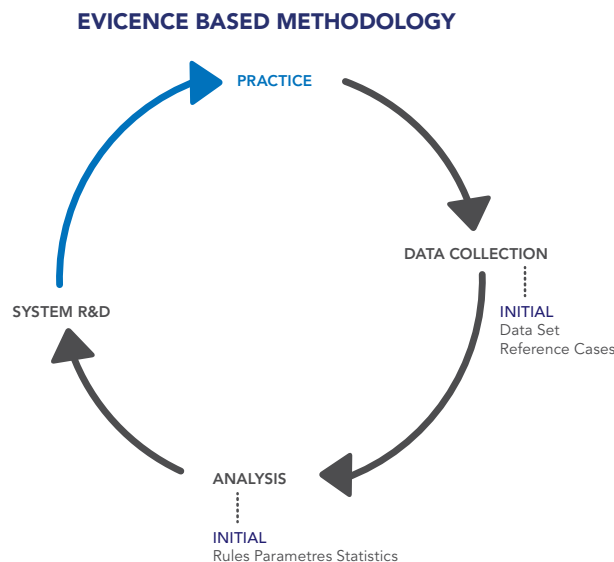 EVICENCE BASED METHODOLOGY
PRACTICE
DATA COLLECTION
INITIAL
Data Set
Reference Cases
SYSTEM R&D
ANALYSIS
INITIAL
Rules Parametres Statistics